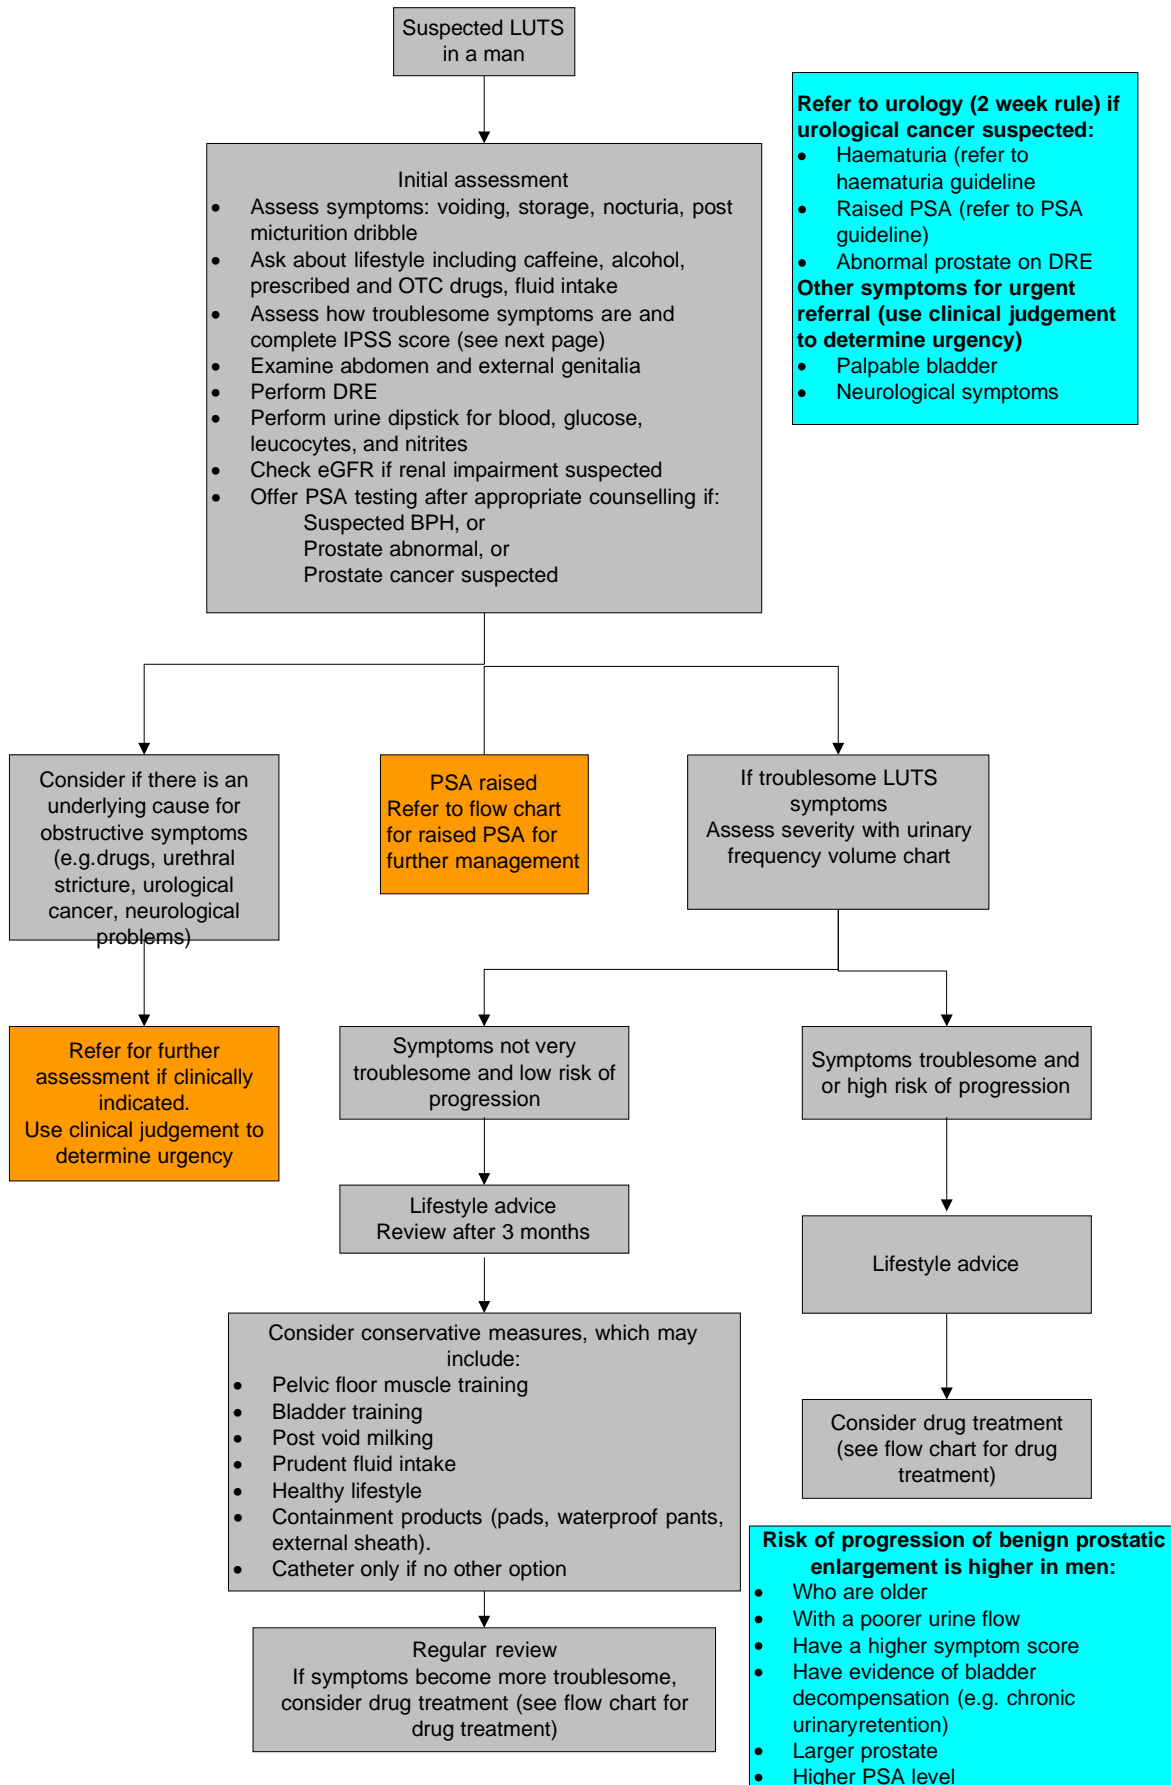 Suspected LUTS
in a man
Refer to urology (2 week rule) if
urological cancer suspected:
• Haematuria (refer to
haematuria guideline
• Raised PSA (refer to PSA
guideline)
• Abnormal prostate on DRE
Other symptoms for urgent
referral (use clinical judgement
to determine urgency)
• Palpable bladder
• Neurological symptoms
Initial assessment
• Assess symptoms: voiding, storage, nocturia, post
micturition dribble
• Ask about lifestyle including caffeine, alcohol,
prescribed and OTC drugs, fluid intake
• Assess how troublesome symptoms are and
complete IPSS score (see next page)
• Examine abdomen and external genitalia
• Perform DRE
• Perform urine dipstick for blood, glucose,
leucocytes, and nitrites
• Check eGFR if renal impairment suspected
• Offer PSA testing after appropriate counselling if:
Suspected BPH, or
Prostate abnormal, or
Prostate cancer suspected
Consider if there is an
underlying cause for
obstructive symptoms
(e.g.drugs, urethral
stricture, urological
cancer, neurological
problems)
PSA raised
Refer to flow chart
for raised PSA for
further management
If troublesome LUTS
symptoms
Assess severity with urinary
frequency volume chart
Refer for further
assessment if clinically
indicated.
Use clinical judgement to
determine urgency
Symptoms not very
troublesome and low risk of
progression
Symptoms troublesome and
or high risk of progression
Lifestyle advice
Review after 3 months
Lifestyle advice
Consider conservative measures, which may
include:
• Pelvic floor muscle training
• Bladder training
• Post void milking
• Prudent fluid intake
• Healthy lifestyle
• Containment products (pads, waterproof pants,
external sheath).
• Catheter only if no other option
Consider drug treatment
(see flow chart for drug
treatment)
Regular review
If symptoms become more troublesome,
consider drug treatment (see flow chart for
drug treatment)
Risk of progression of benign prostatic
enlargement is higher in men:
• Who are older
• With a poorer urine flow
• Have a higher symptom score
• Have evidence of bladder
decompensation (e.g. chronic
urinaryretention)
• Larger prostate
• Higher PSA level